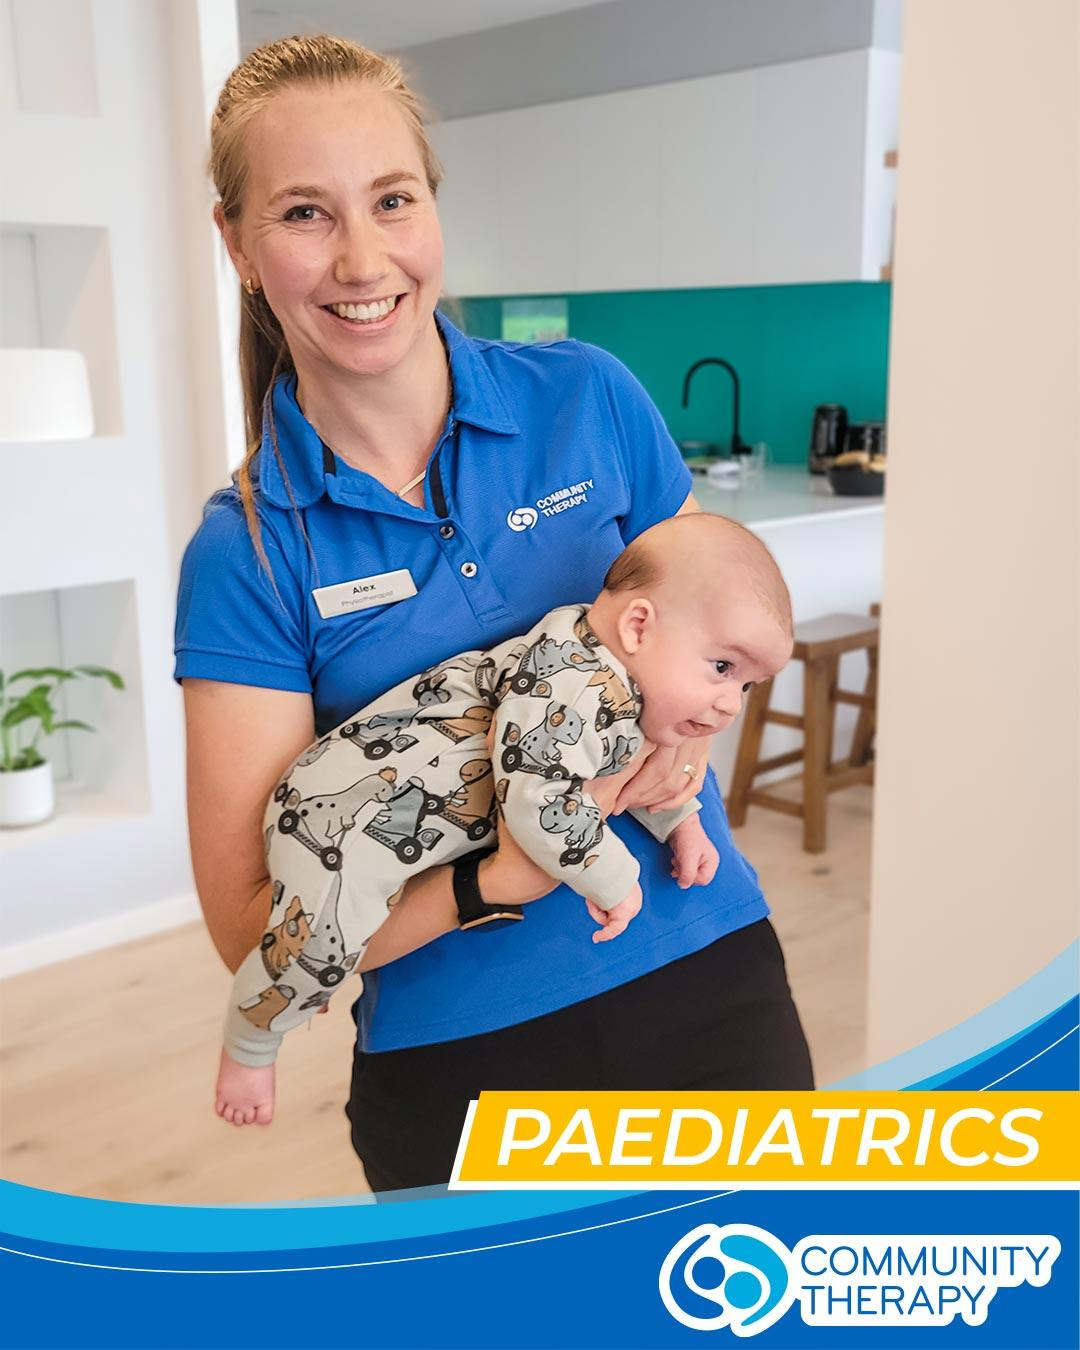 COMMUNITY
THERAPY
Alex
Physiotherapist
PAEDIATRICS
COMMUNITY
THERAPY